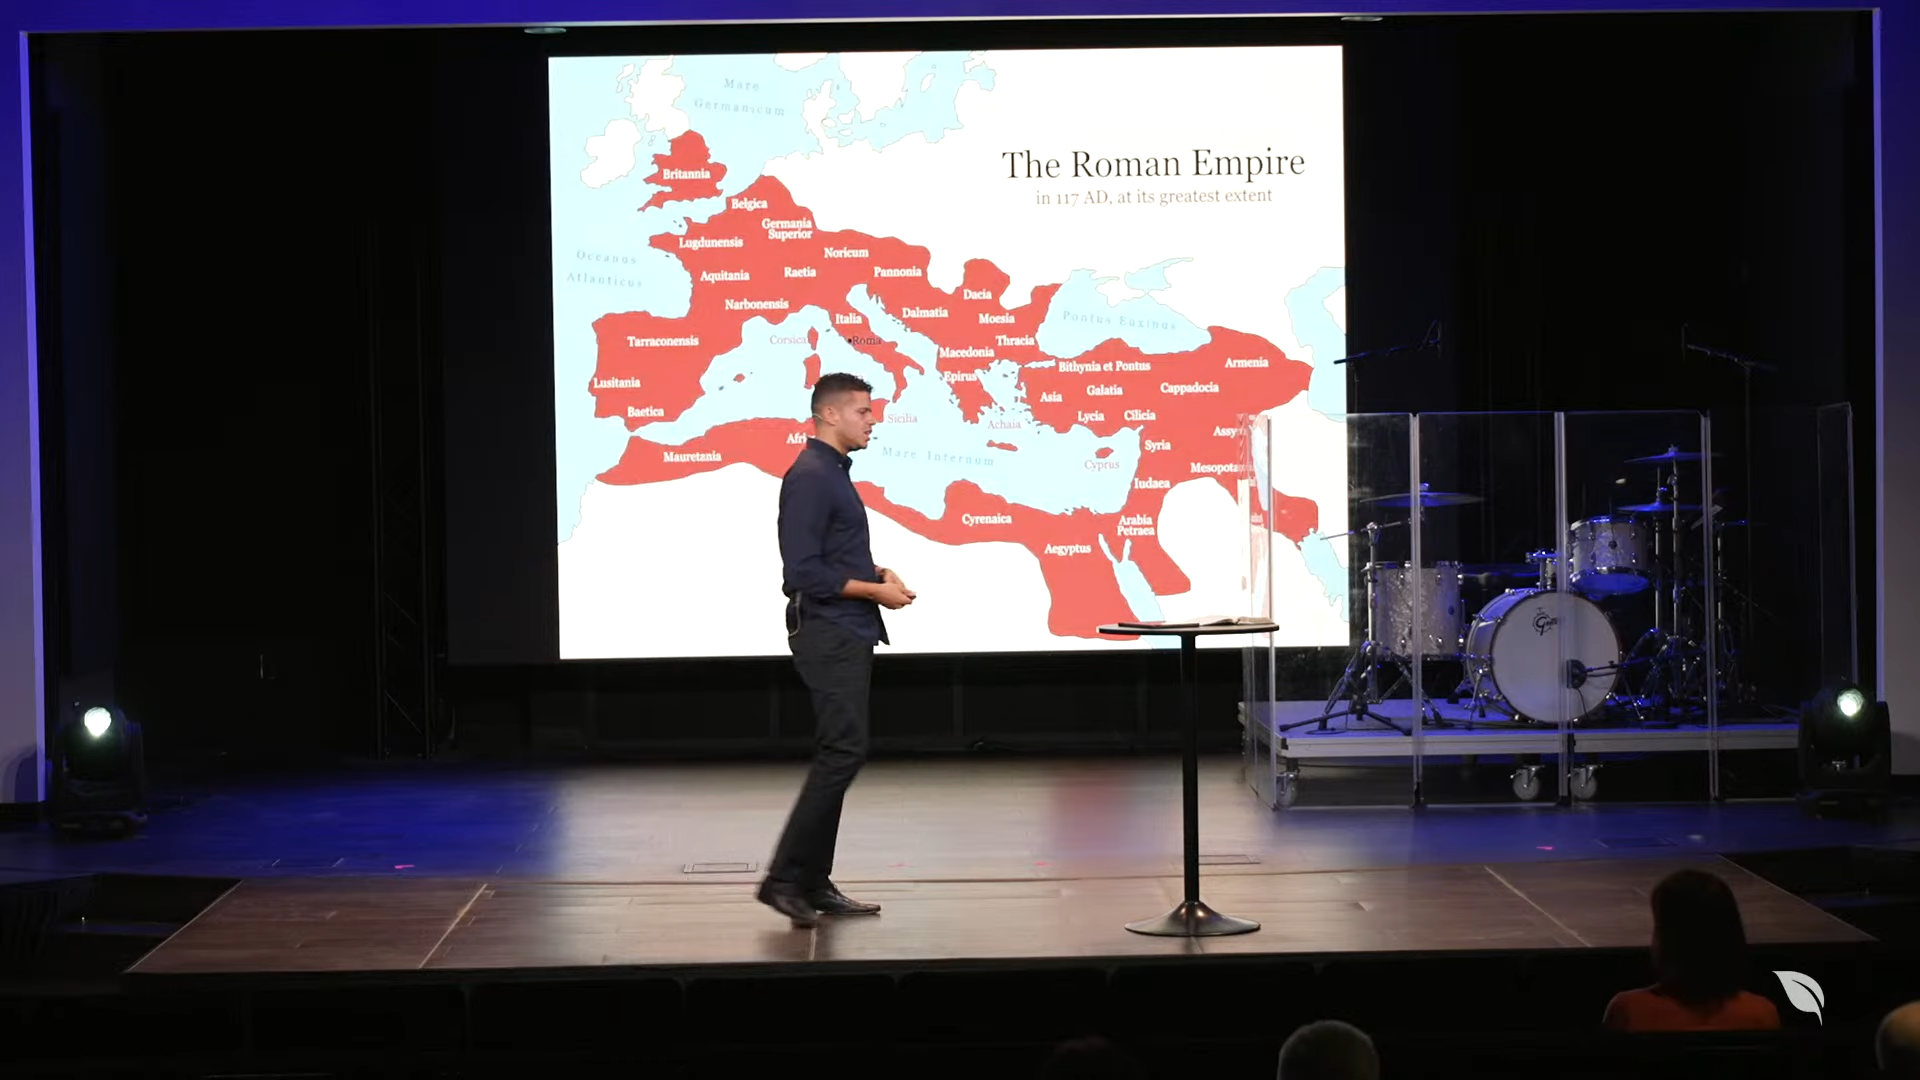 Mare
Germanicum
The Roman Empire
in 117 AD, at its greatest extent
Britannia
Belgica
Germania
Superior
Lugdunensis
Noricum
Oceanus
Atlanticus
Aquitania
Raetia
Pannonia
Dacia
Narbonensis
Italia
Dalmatia
Moesia
Pontus Euxinus
Tarraconensis
Corsica
Roma
Thracia
Macedonia
Bithynia et Pontus
Armenia
Epirus
Lusitania
Asia
Galatia
Cappadocia
Baetica
Sicilia
Achaia
Lycia
Cilicia
Afri
Assy
Mauretania
Mare Internum
Syria
Cyprus
Mesopota
Iudaea
Cyrenaica
Arabia
Petraea
Aegyptus